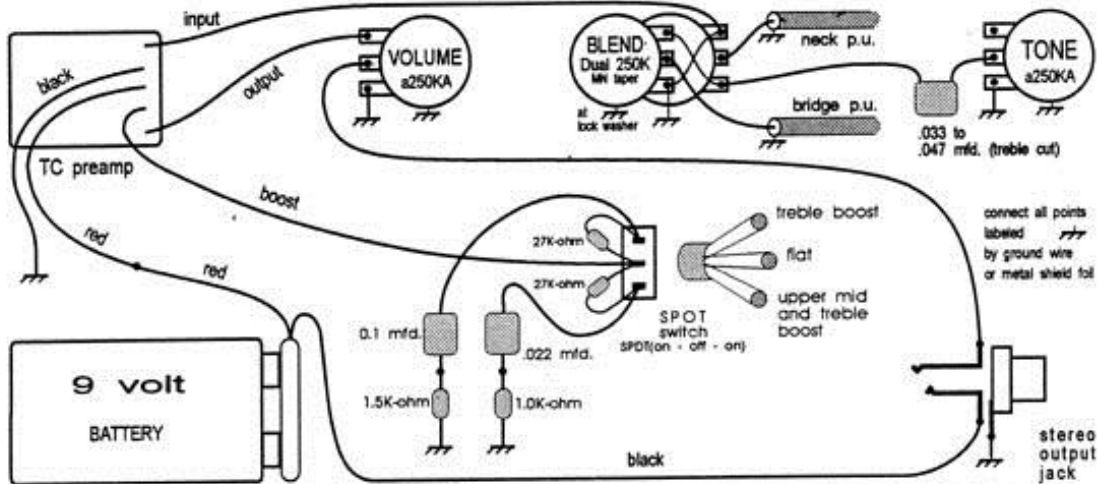 input
black
output
TC preamp
VOLUME
a250KA
BLEND
Dual 250K
MN taper
at
lock washer
neck p.u.
bridge p.u.
TONE
a250KA
.033 to
.047 mfd. (treble cut)
boost
red
red
27K-ohm
27K-ohm
treble boost
flat
upper mid
and treble
boost
SPOT
switch
SPDT(on - off - on)
connect all points
labeled
by ground wire
or metal shield foil
0.1 mfd.
.022 mfd.
1.5K-ohm
1.0K-ohm
9 volt
BATTERY
black
stereo
output
jack